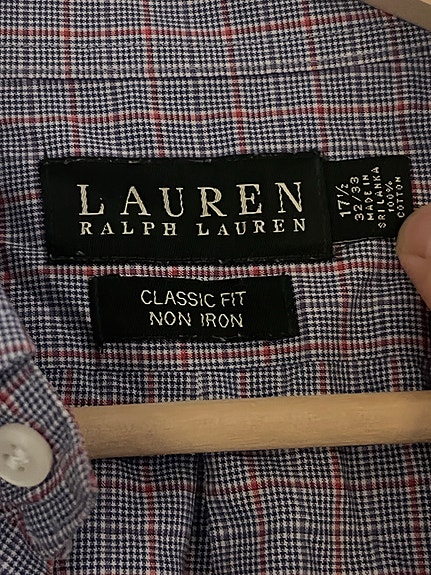 LAUREN
RALPH LAUREN
17½
32/33
MADE IN
SRI LANKA
100%
COTTON
CLASSIC FIT
NON IRON